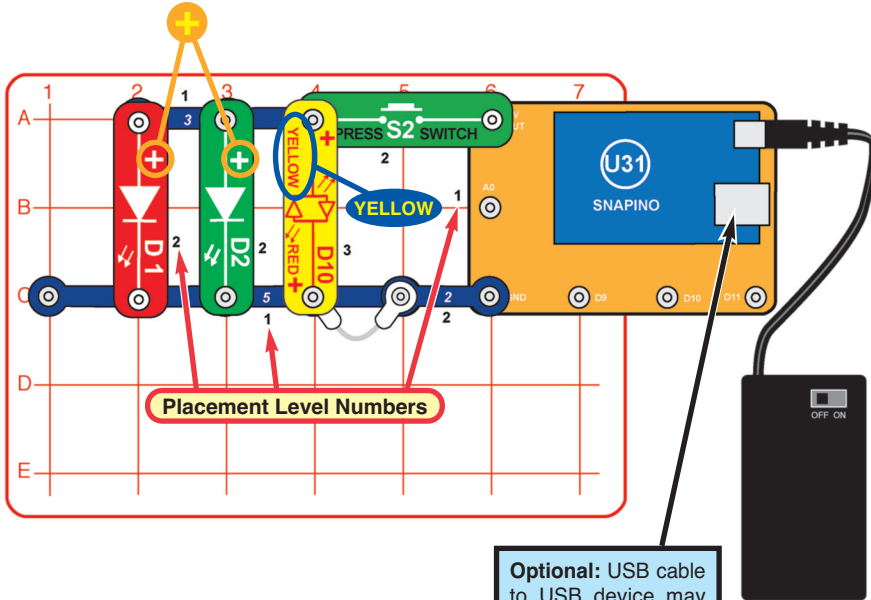 +
1 2 3 4 5 6 7
1
A
3
YELLOW
+
PRESS S2 SWITCH
2
+
+
U31
SNAPINO
A0
B
YELLOW
1
D1
2
D2
2
RED+
D10
3
C
5
1
2
2
GND
D9
D10
D11
Placement Level Numbers
D
E
OFF ON
Optional: USB cable
to USB device may